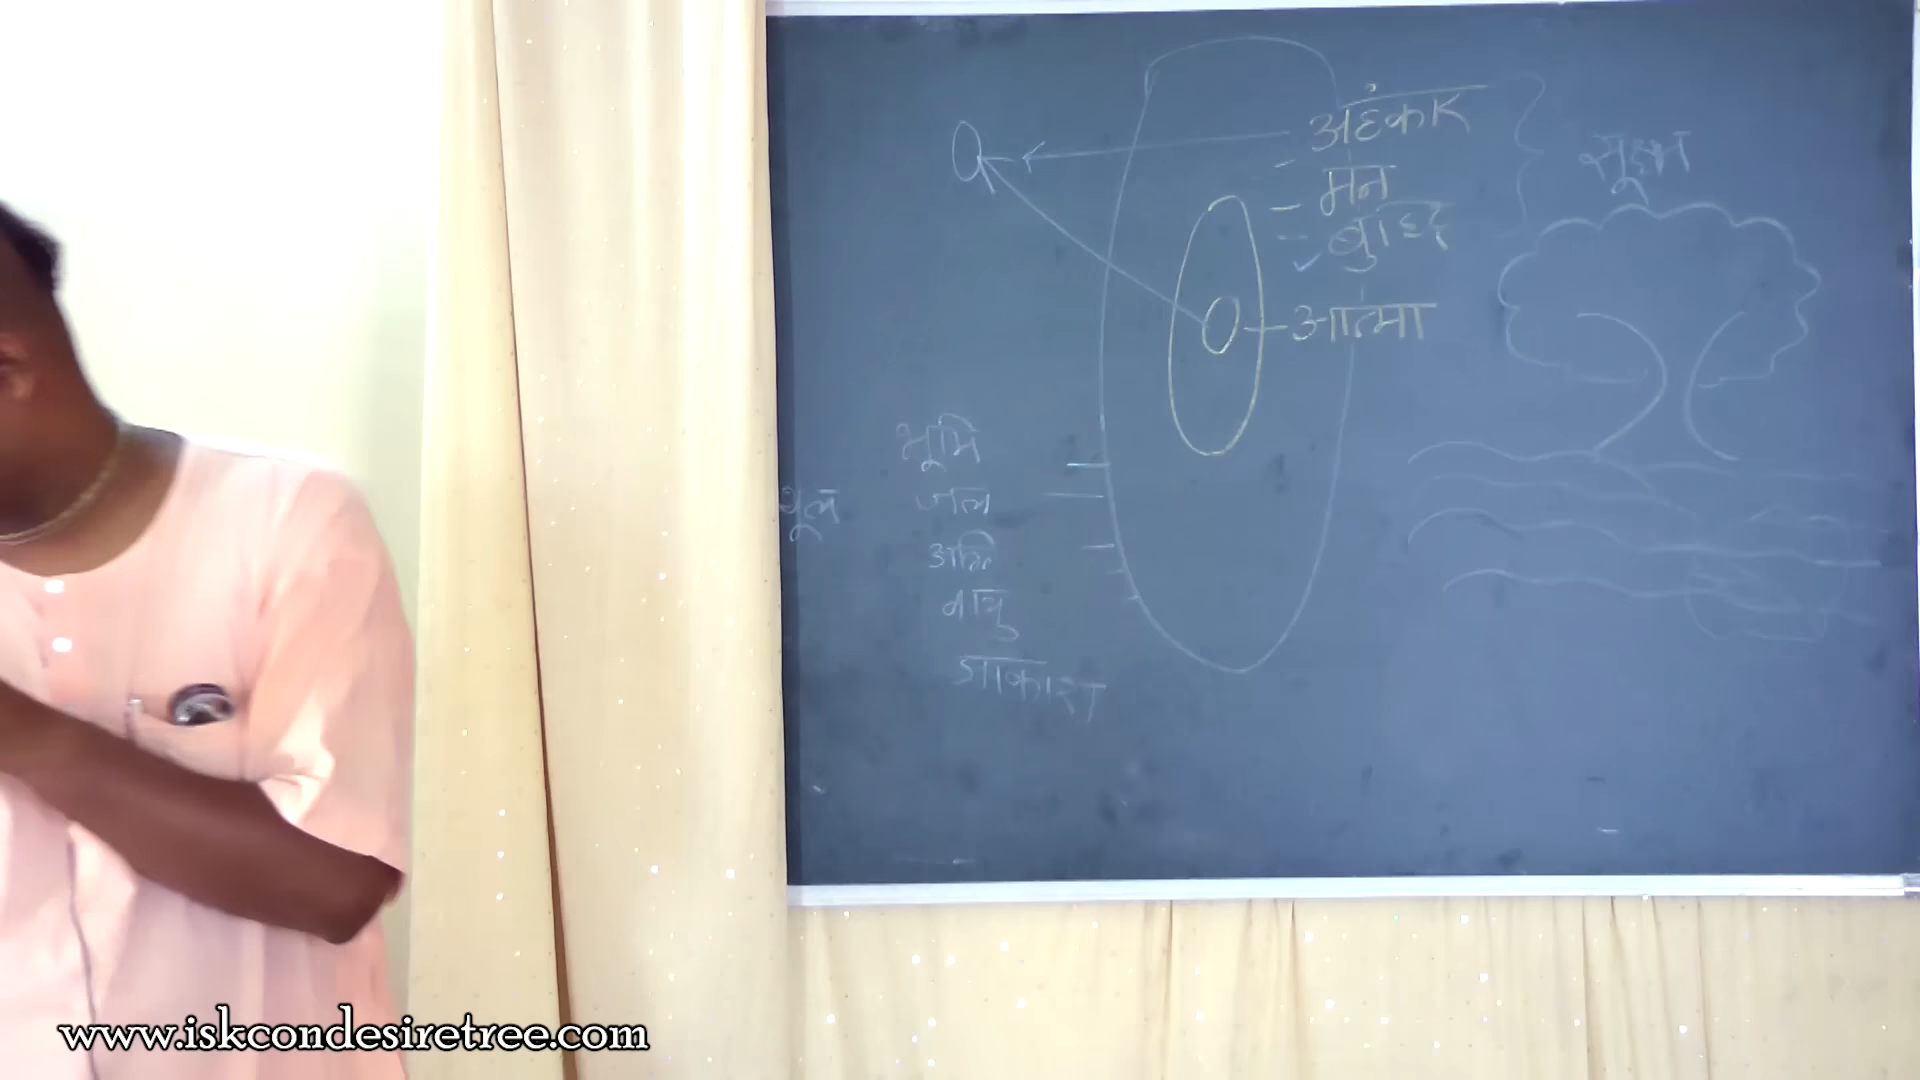 अहंकार
मन
बुद्धि
सूक्ष्म
आत्मा
भूमि
थूल
जल
अग्नि
वायु
आकाश
www.iskcondesiretree.com